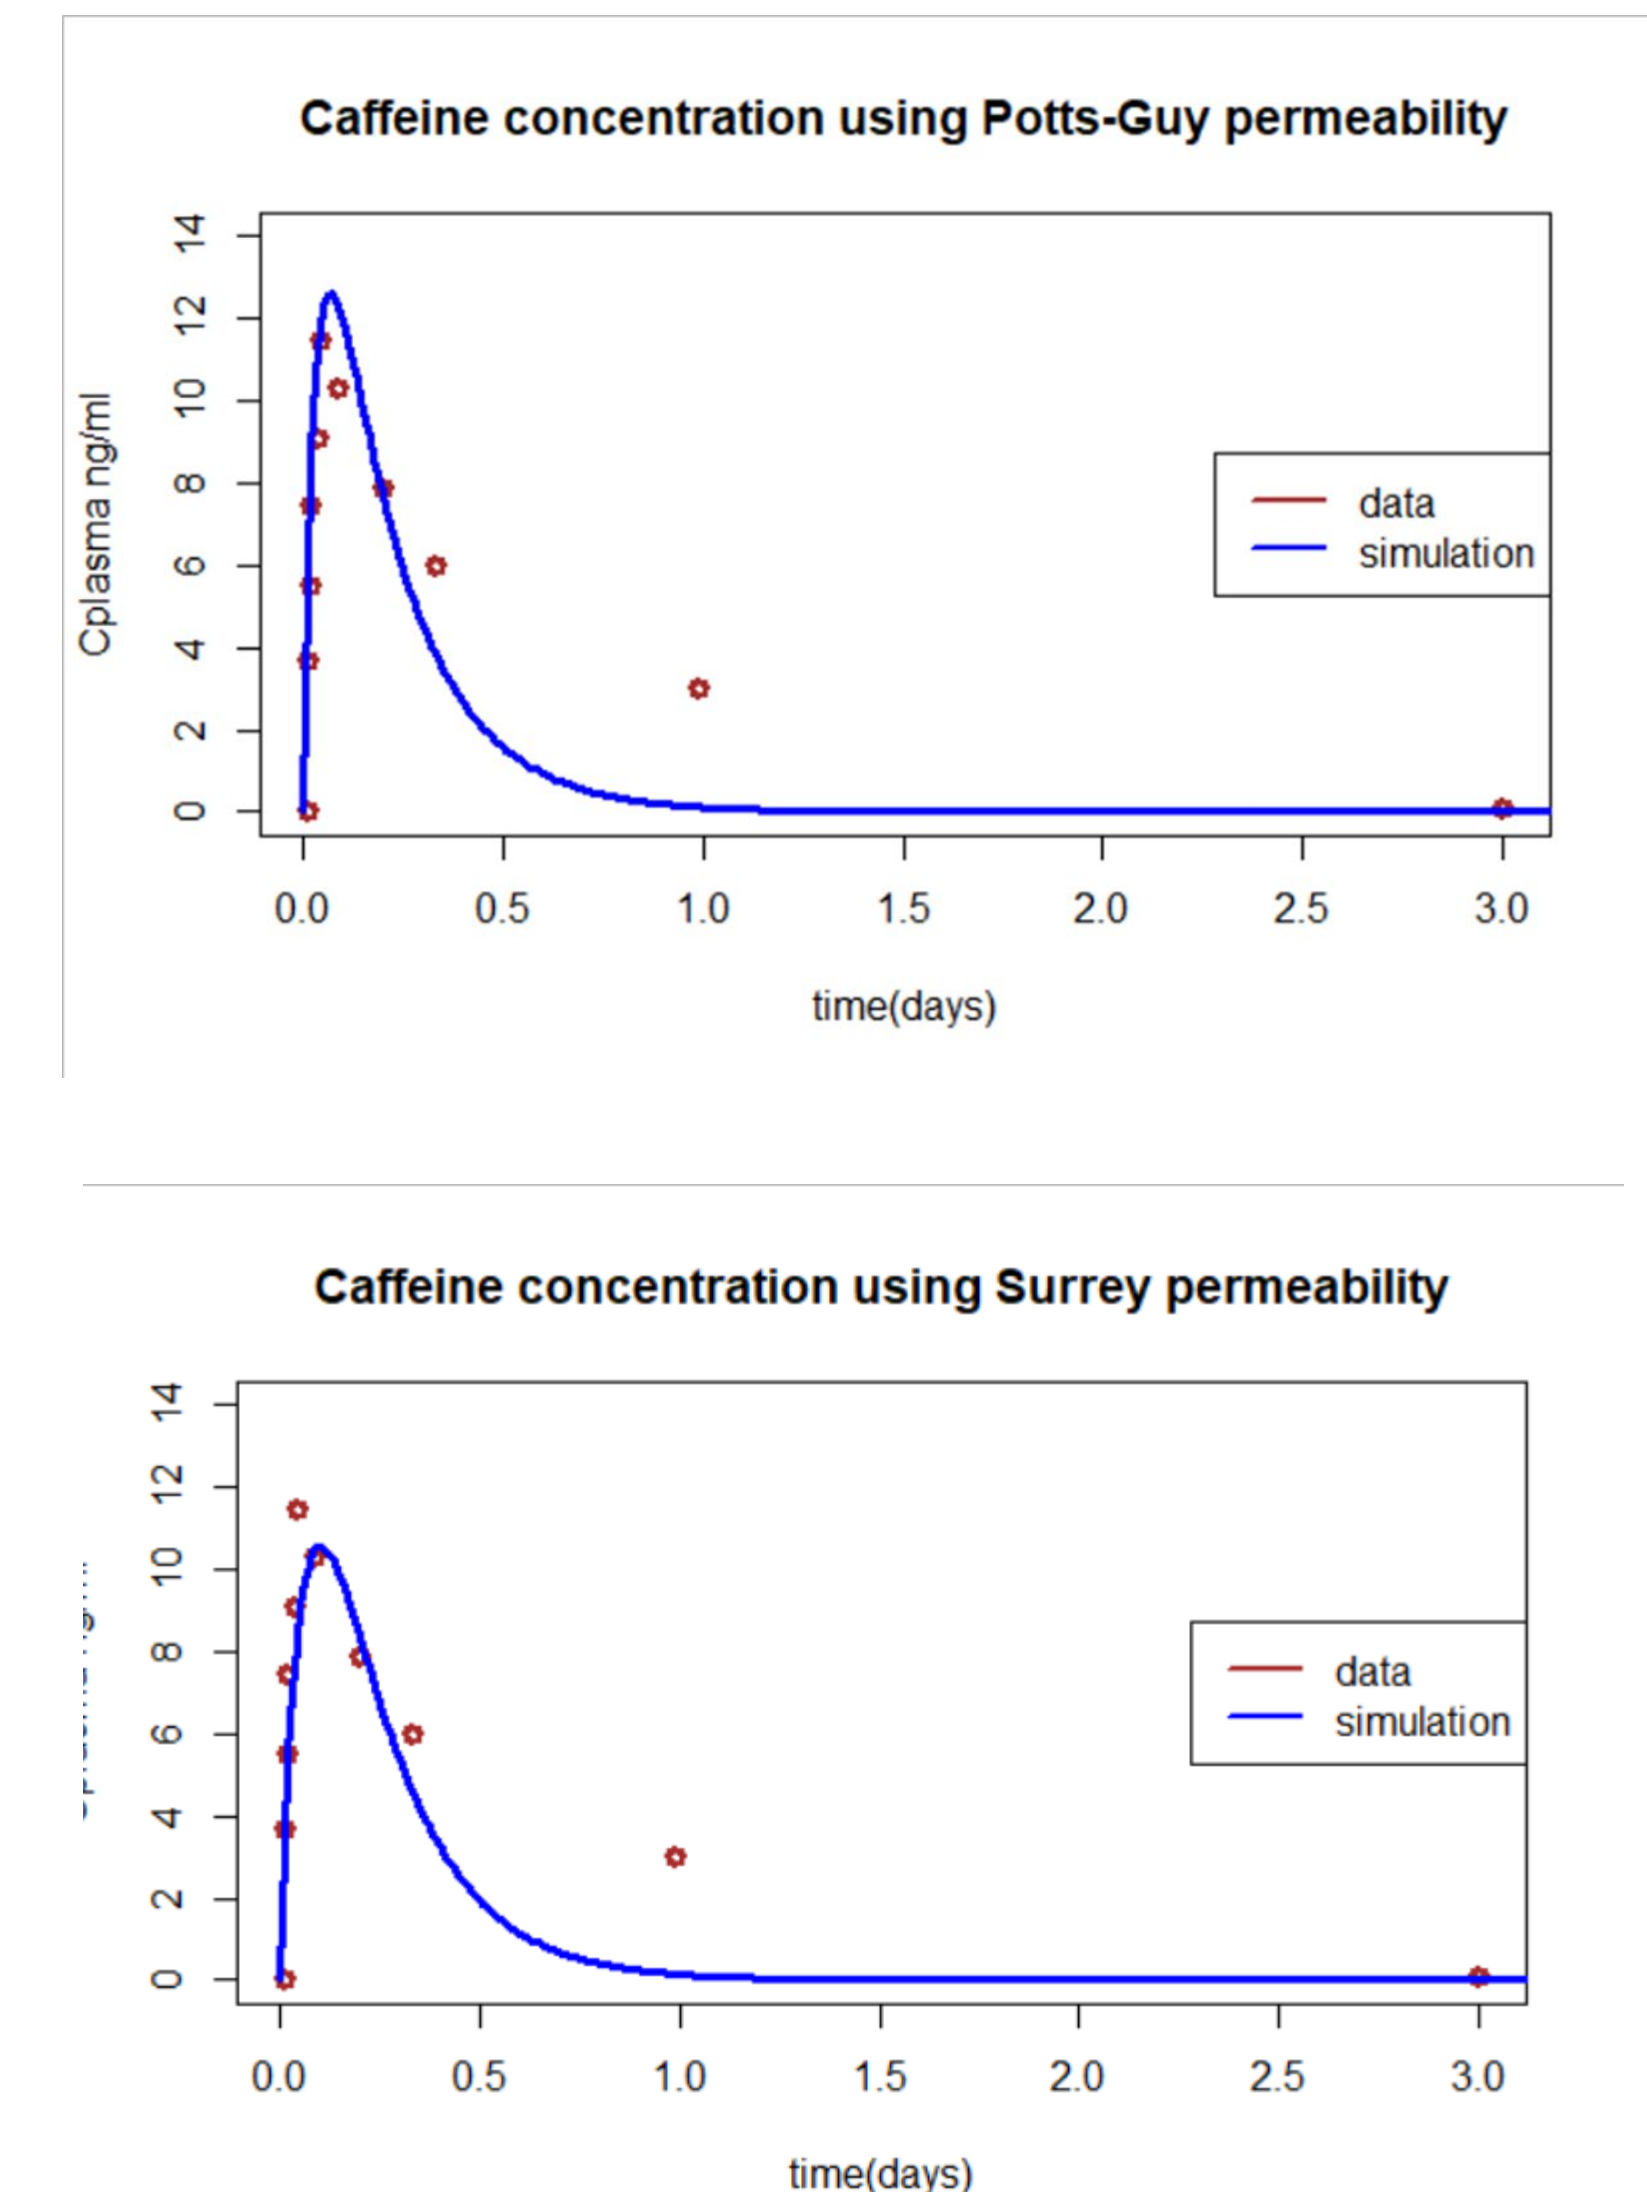 Caffeine concentration using Potts-Guy permeability
14
12
10
8
6
4
2
0
Cplasma ng/ml
data
simulation
0.0 0.5 1.0 1.5 2.0 2.5 3.0
time(days)
Caffeine concentration using Surrey permeability
14
12
10
8
6
4
2
0
data
simulation
0.0 0.5 1.0 1.5 2.0 2.5 3.0
time(days)